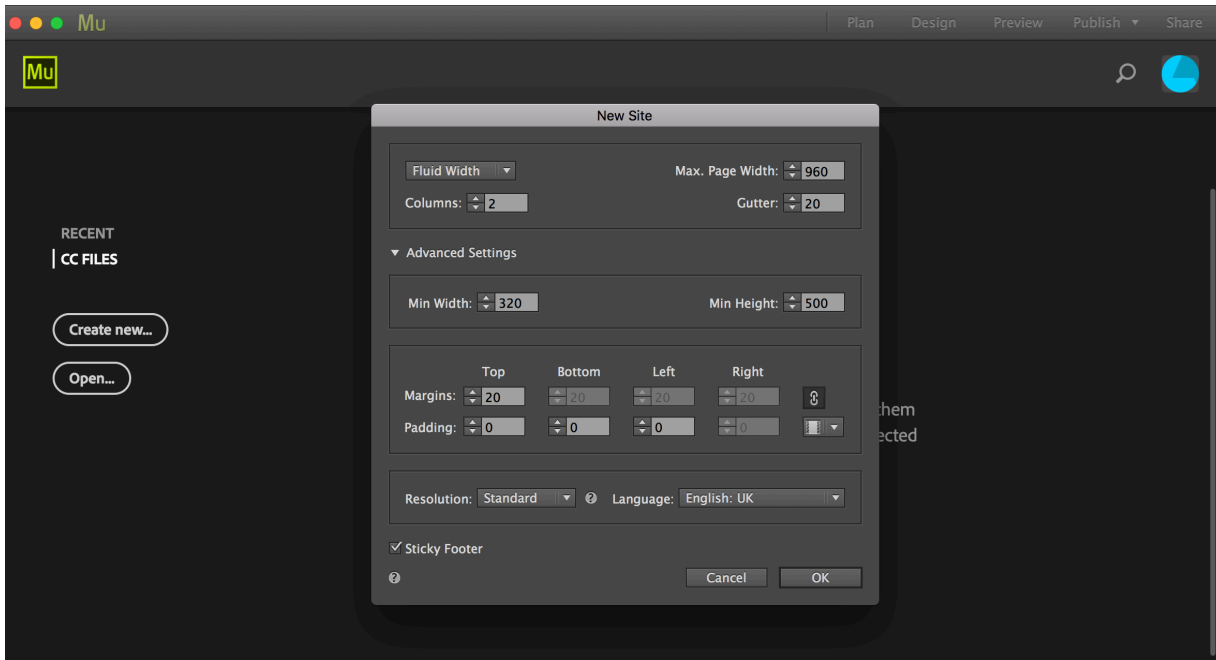 Mu Plan Design Preview Publish Share
Mu
New Site
Fluid Width Max. Page Width: 960
Columns: 2 Gutter: 20
RECENT
CC FILES
Advanced Settings
Min Width: 320 Min Height: 500
Create new...
Open...
Top Bottom Left Right
Margins: 20 20 20 20
Padding: 0 0 0 0
them
ected
Resolution: Standard ? Language: English: UK
Sticky Footer
? Cancel OK